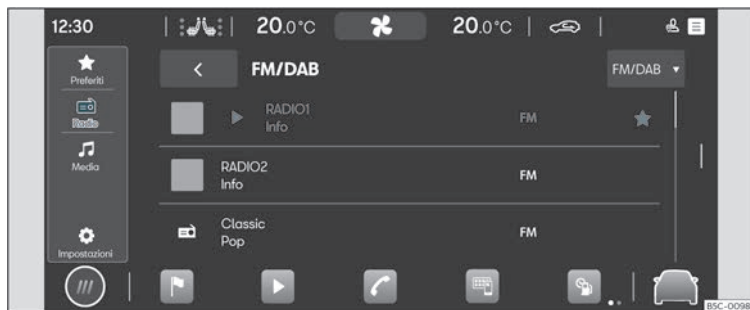 12:30
20.0°C
20.0°C
Preferiti
FM/DAB
FM/DAB
Radio
RADIO1
Info
FM
Media
RADIO2
Info
FM
Classic
Pop
FM
Impostazioni
BSC-0098